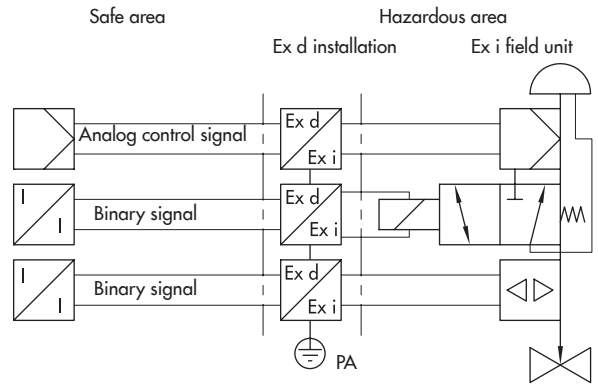 Safe area
Hazardous area
Ex d installation
Ex i field unit
Analog control signal
Ex d
Ex i
I
I
Binary signal
Ex d
Ex i
I
I
Binary signal
Ex d
Ex i
PA